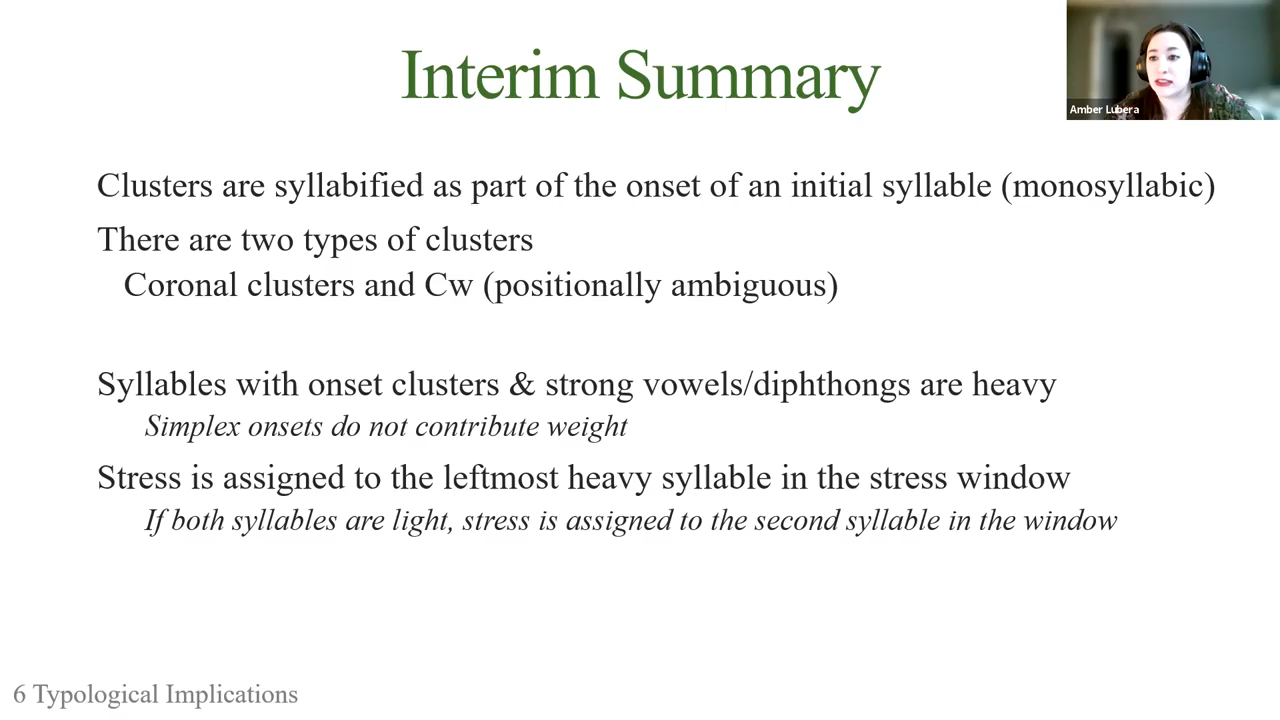 Interim Summary
Amber Lubera
Clusters are syllabified as part of the onset of an initial syllable (monosyllabic)
There are two types of clusters
Coronal clusters and Cw (positionally ambiguous)
Syllables with onset clusters & strong vowels/diphthongs are heavy
Simplex onsets do not contribute weight
Stress is assigned to the leftmost heavy syllable in the stress window
If both syllables are light, stress is assigned to the second syllable in the window
6 Typological Implications